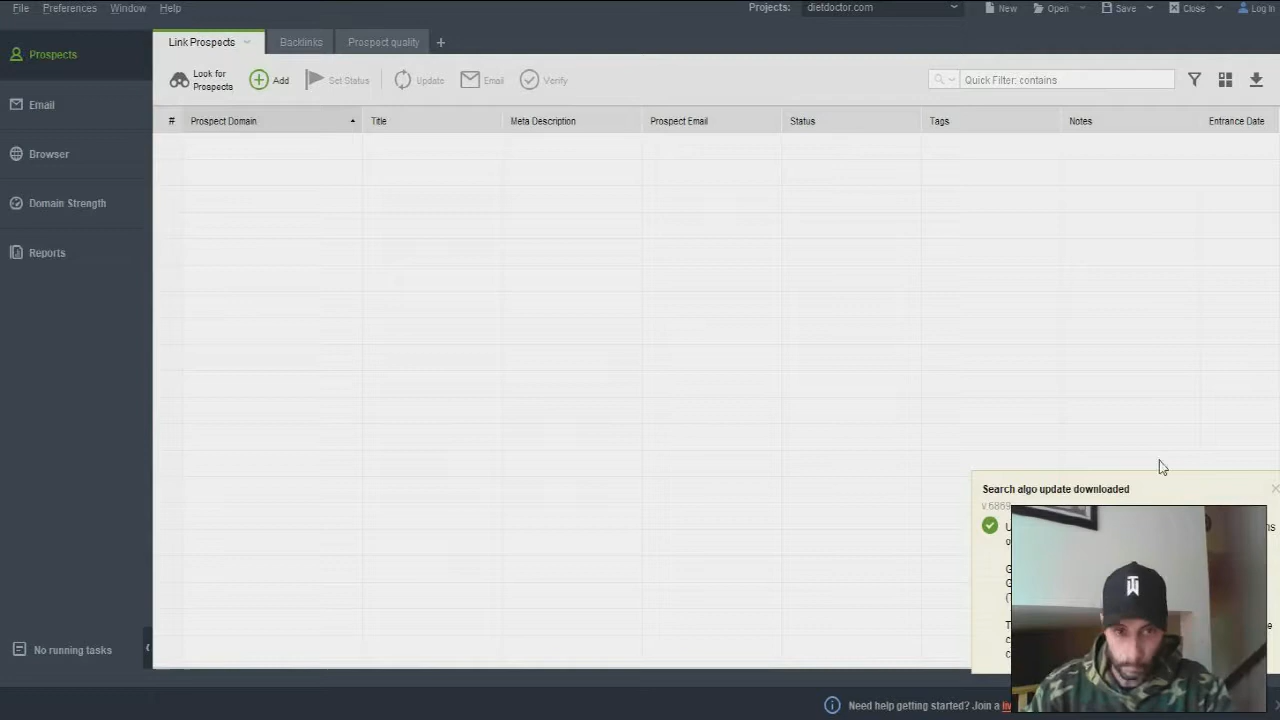 File Preferences Window Help
Projects: dietdoctor.com New Open Save Close Log In
Prospects
Email
Browser
Domain Strength
Reports
No running tasks
Link Prospects Backlinks Prospect quality +
Look for
Prospects
Add Set Status Update Email Verify
Quick Filter: contains
# Prospect Domain Title Meta Description Prospect Email Status Tags Notes Entrance Date
Search algo update downloaded
Need help getting started? Join a